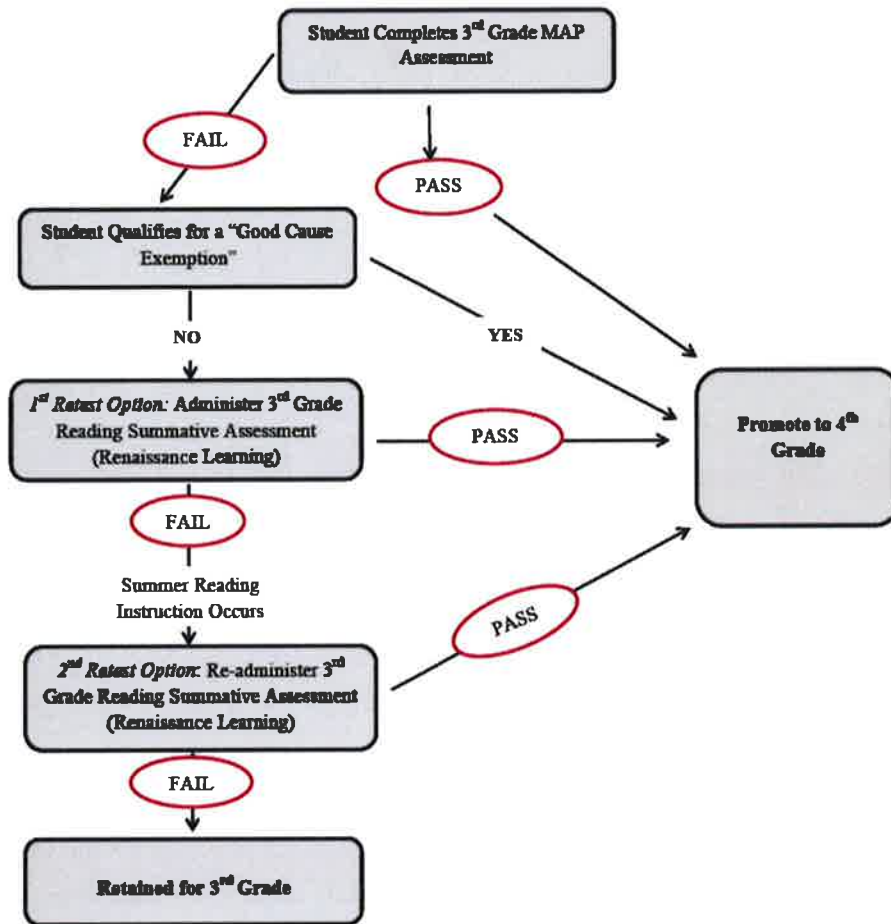 Student Completes 3rd Grade MAP
Assessment
FAIL
PASS
Student Qualifies for a “Good Cause
Exemption”
NO
YES
1st Retest Option: Administer 3rd Grade
Reading Summative Assessment
(Renaissance Learning)
PASS
Promote to 4th
Grade
FAIL
Summer Reading
Instruction Occurs
PASS
2nd Retest Option: Re-administer 3rd
Grade Reading Summative Assessment
(Renaissance Learning)
FAIL
Retained for 3rd Grade